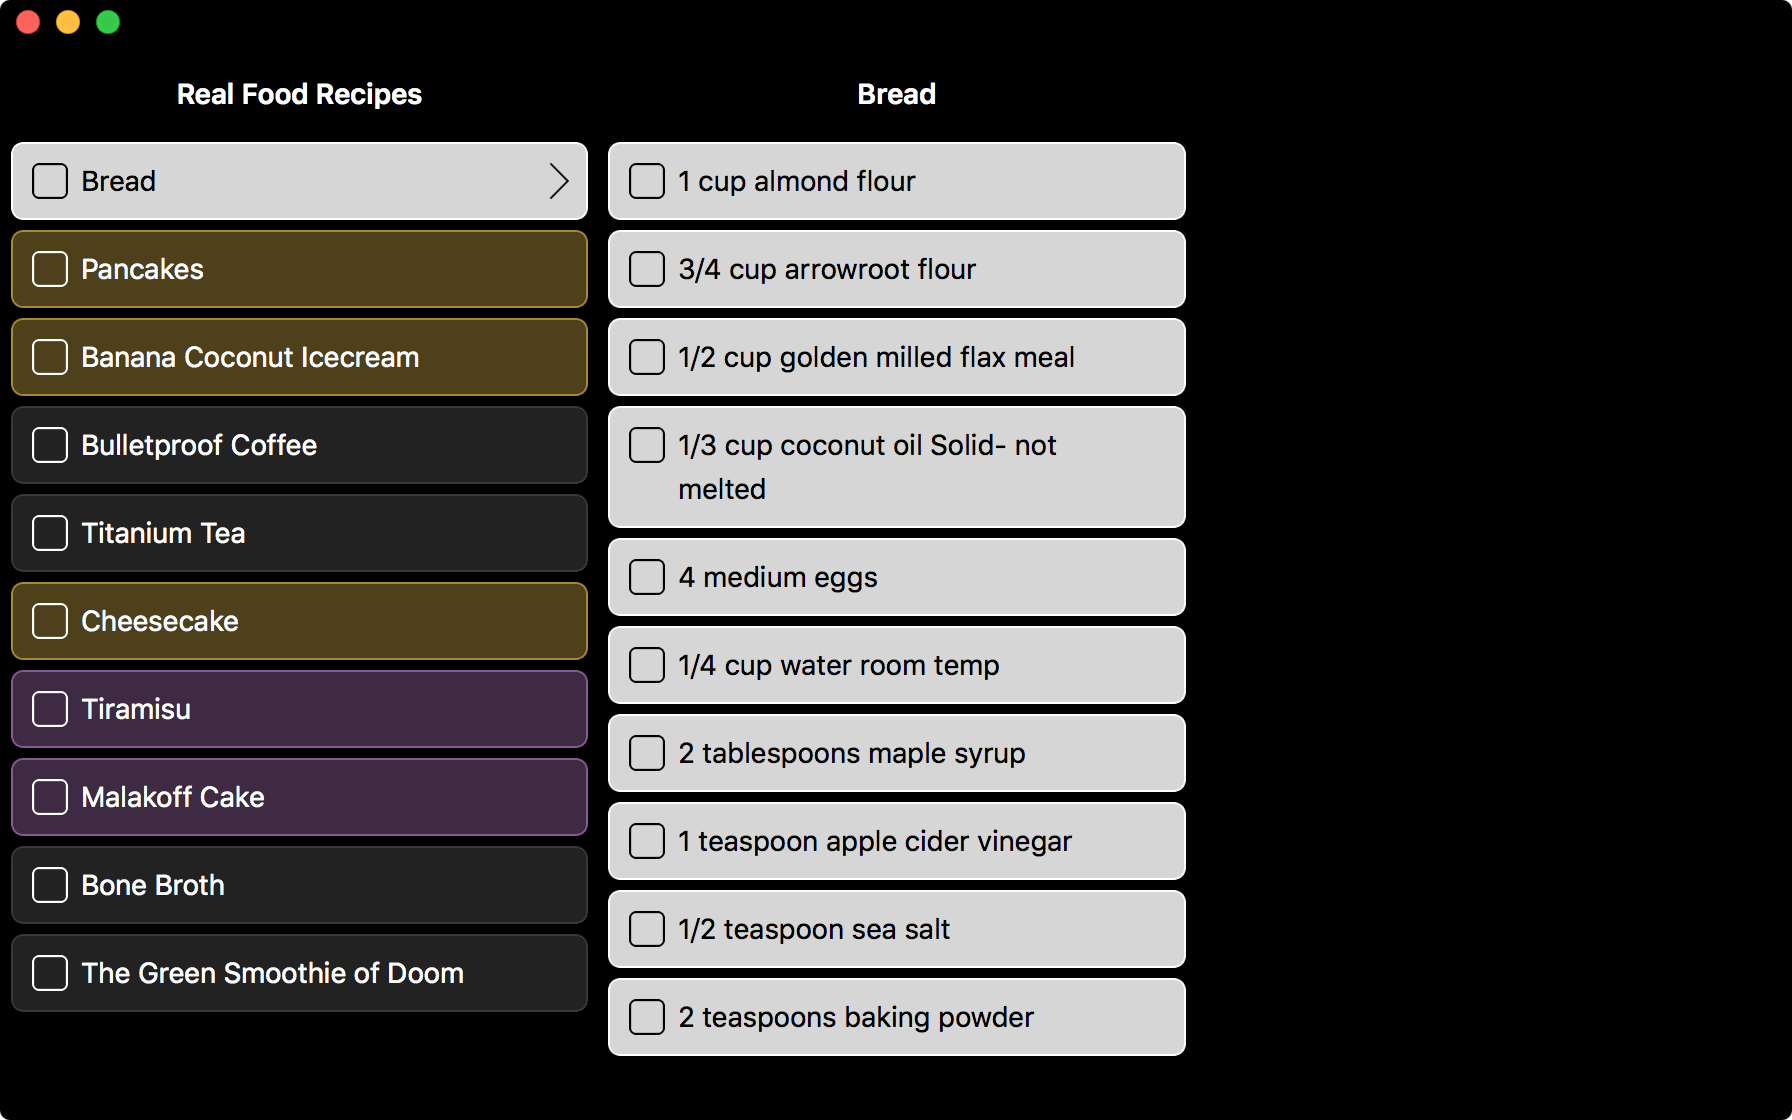 Real Food Recipes
Bread
Pancakes
Banana Coconut Icecream
Bulletproof Coffee
Titanium Tea
Cheesecake
Tiramisu
Malakoff Cake
Bone Broth
The Green Smoothie of Doom
Bread
1 cup almond flour
3/4 cup arrowroot flour
1/2 cup golden milled flax meal
1/3 cup coconut oil Solid- not
melted
4 medium eggs
1/4 cup water room temp
2 tablespoons maple syrup
1 teaspoon apple cider vinegar
1/2 teaspoon sea salt
2 teaspoons baking powder